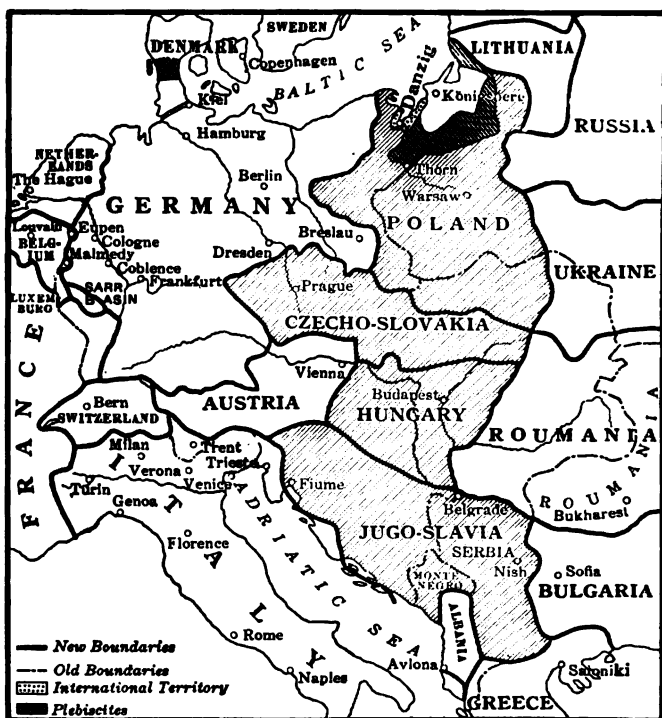 SWEDEN
DENMARK
Copenhagen
BALTIC SEA
LITHUANIA
Danzig
Kiel
Hamburg
RUSSIA
NETHER-
LANDS
The Hague
Berlin
GERMANY
Thorn
Warsaw
POLAND
Louvain
BELG-
IUM
Eupen
Cologne
Malmedy
Coblence
Frankfurt
Dresden
Breslau
UKRAINE
SARR
BASIN
LUXEM
BURG
Prague
CZECHO-SLOVAKIA
FRANCE
Vienna
Bern
SWITZERLAND
AUSTRIA
Budapest
HUNGARY
ROUMANIA
ROUMANIA
Bukharest
Milan
Trent
Trieste
Verona
Venice
Turin
Genoa
Fiume
ITALY
ADRIATIC SEA
Florence
Belgrade
JUGO-SLAVIA
SERBIA
Nish
MONTE
NEGRO
Sofia
BULGARIA
ALBANIA
Rome
Naples
Avlona
Saloniki
GREECE
New Boundaries
Old Boundaries
International Territory
Plebiscites